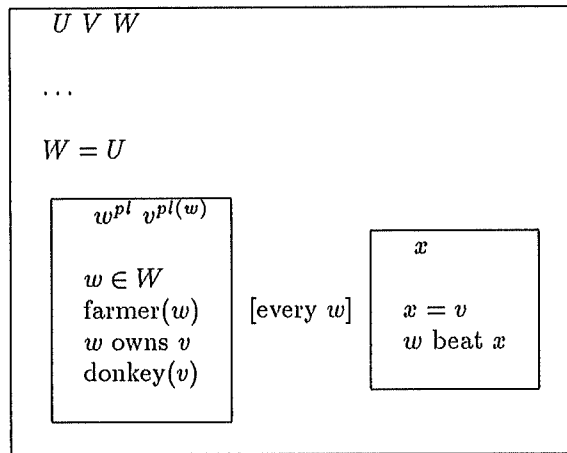 U V W
...
W = U
w^{pl} v^{pl(w)}
w ∈ W
farmer(w)
w owns v
donkey(v)
[every w]
x
x = v
w beat x